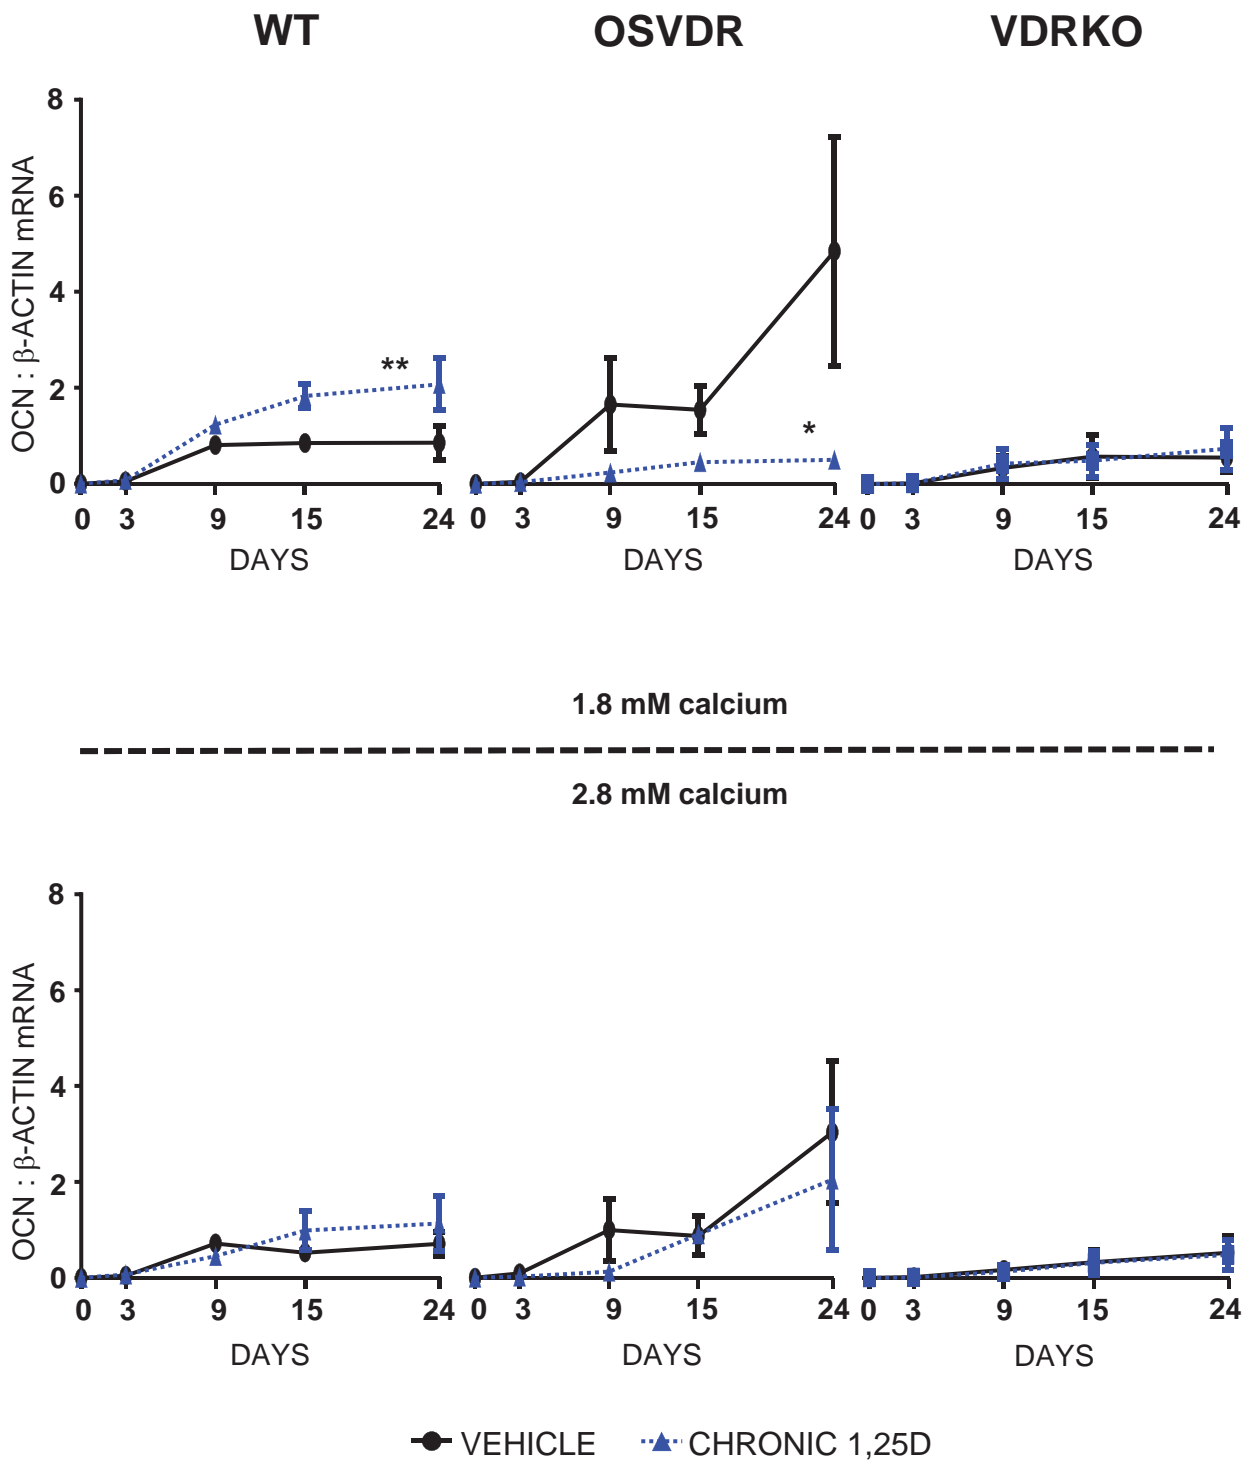 WT OSVDR VDRKO
8
6
4
2
0
OCN : β-ACTIN mRNA
** *
0 3 9 15 24 0 3 9 15 24 0 3 9 15 24
DAYS DAYS DAYS
1.8 mM calcium
2.8 mM calcium
8
6
4
2
0
OCN : β-ACTIN mRNA
0 3 9 15 24 0 3 9 15 24 0 3 9 15 24
DAYS DAYS DAYS
VEHICLE CHRONIC 1,25D